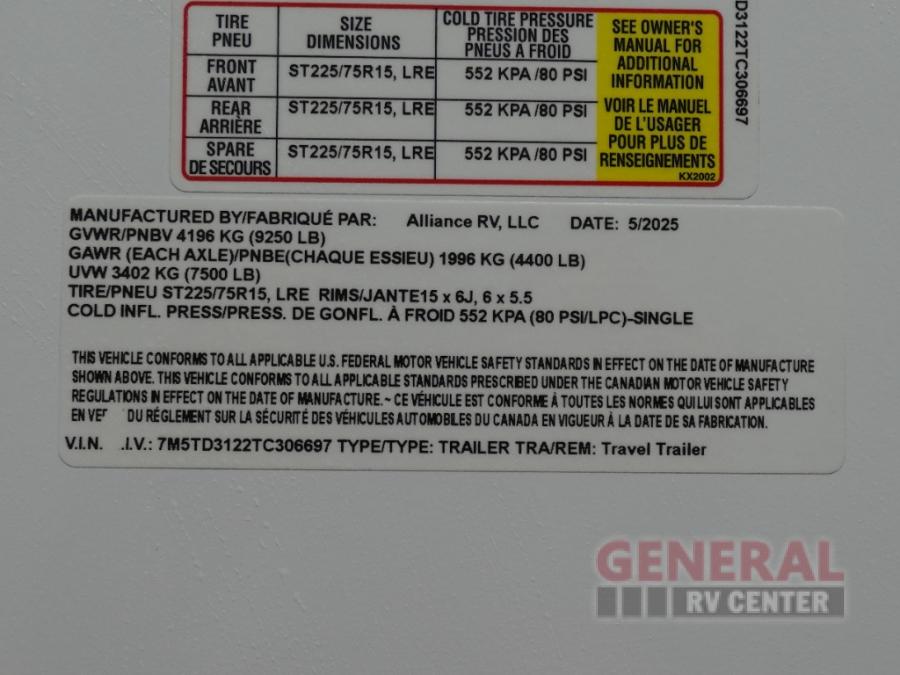 TIRE PNEU SIZE DIMENSIONS COLD TIRE PRESSURE PRESSION DES PNEUS A FROID
FRONT AVANT ST225/75R15, LRE 552 KPA /80 PSI
REAR ARRIÈRE ST225/75R15, LRE 552 KPA /80 PSI
SPARE DE SECOURS ST225/75R15, LRE 552 KPA /80 PSI
SEE OWNER'S
MANUAL FOR
ADDITIONAL
INFORMATION
VOIR LE MANUEL
DE L'USAGER
POUR PLUS DE
RENSEIGNEMENTS
KX2002
D3122TC306697
MANUFACTURED BY/FABRIQUÉ PAR: Alliance RV, LLC DATE: 5/2025
GVWR/PNBV 4196 KG (9250 LB)
GAWR (EACH AXLE)/PNBE(CHAQUE ESSIEU) 1996 KG (4400 LB)
UVW 3402 KG (7500 LB)
TIRE/PNEU ST225/75R15, LRE RIMS/JANTE15 x 6J, 6 x 5.5
COLD INFL. PRESS/PRESS. DE GONFL. À FROID 552 KPA (80 PSI/LPC)-SINGLE
THIS VEHICLE CONFORMS TO ALL APPLICABLE U.S. FEDERAL MOTOR VEHICLE SAFETY STANDARDS IN EFFECT ON THE DATE OF MANUFACTURE
SHOWN ABOVE. THIS VEHICLE CONFORMS TO ALL APPLICABLE STANDARDS PRESCRIBED UNDER THE CANADIAN MOTOR VEHICLE SAFETY
REGULATIONS IN EFFECT ON THE DATE OF MANUFACTURE.~ CE VÉHICULE EST CONFORME À TOUTES LES NORMES QUI LUI SONT APPLICABLES
EN DU RÉGLEMENT SUR LA SÉCURITÉ DES VÉHICULES AUTOMOBILES DU CANADA EN VIGUEUR À LA DATE DE SA FABRICATION.
V.I.N. .I.V.: 7M5TD3122TC306697 TYPE/TYPE: TRAILER TRA/REM: Travel Trailer
GENERAL
RV CENTER